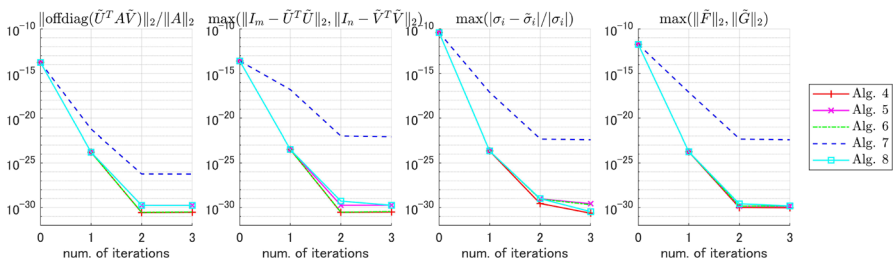 ‖offdiag(Ũ^T AṼ)‖₂/‖A‖₂
max(‖I_m − Ũ^T Ũ‖₂, ‖I_n − Ṽ^T Ṽ‖₂)
max(|σ_i − σ̃_i|/|σ_i|)
max(‖F̃‖₂, ‖G̃‖₂)
10^-10
10^-15
10^-20
10^-25
10^-30
0 1 2 3
num. of iterations
10^-10
10^-15
10^-20
10^-25
10^-30
0 1 2 3
num. of iterations
10^-10
10^-15
10^-20
10^-25
10^-30
0 1 2 3
num. of iterations
10^-10
10^-15
10^-20
10^-25
10^-30
0 1 2 3
num. of iterations
Alg. 4
Alg. 5
Alg. 6
Alg. 7
Alg. 8